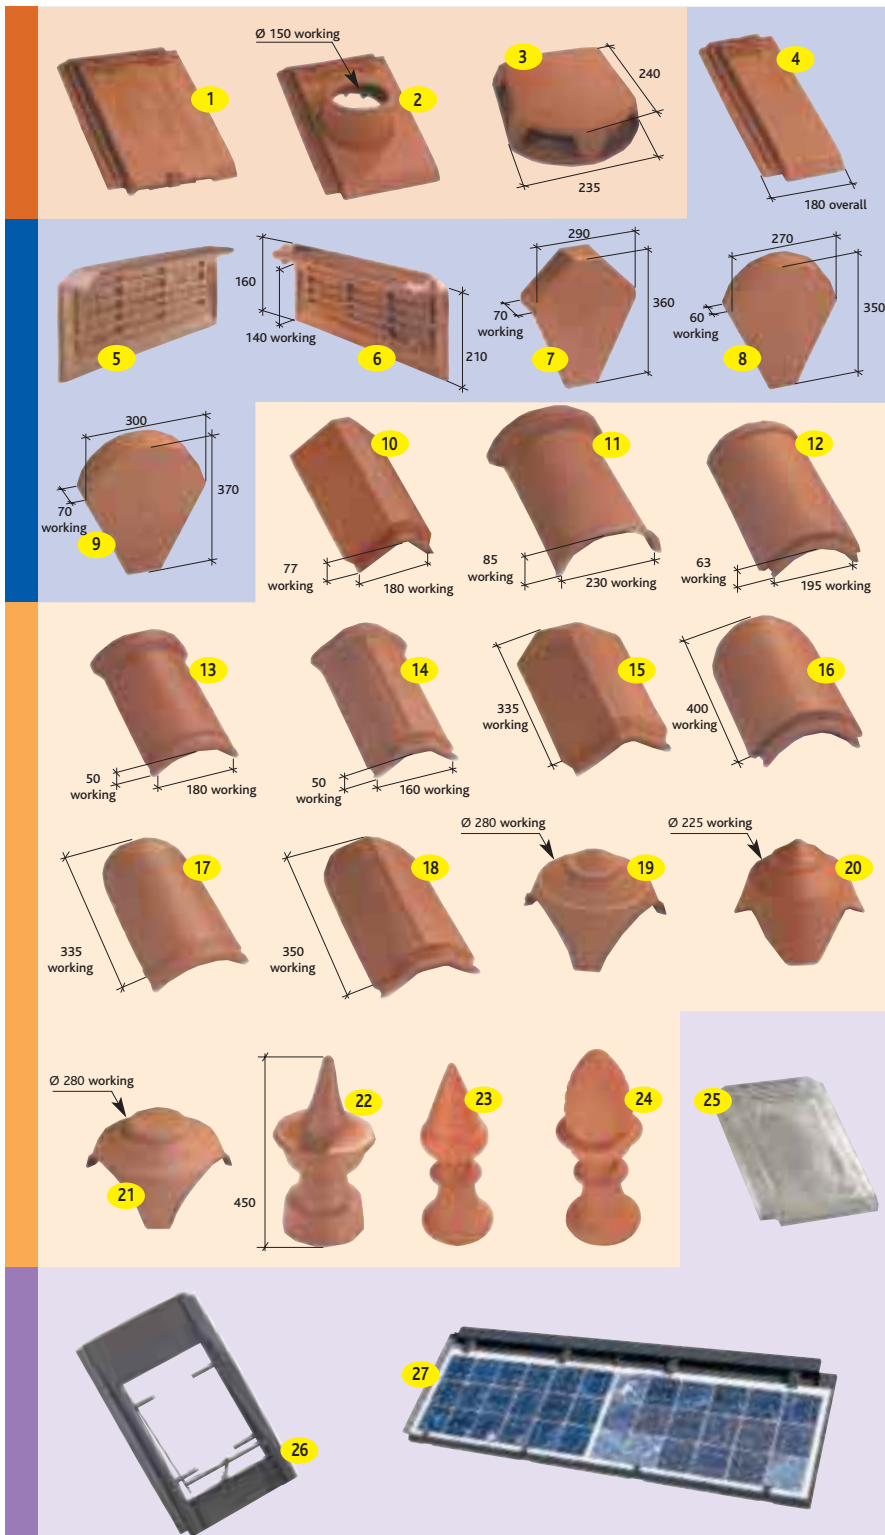 Ø 150 working
1
2
3
240
235
4
180 overall
5
160
140 working
6
210
290
70
working
7
360
270
60
working
8
350
300
70
working
9
370
10
77
working
180 working
11
85
working
230 working
12
63
working
195 working
13
50
working
180 working
14
50
working
160 working
15
335
working
16
400
working
17
335
working
18
350
working
Ø 280 working
19
Ø 225 working
20
Ø 280 working
21
22
450
23
24
25
26
27